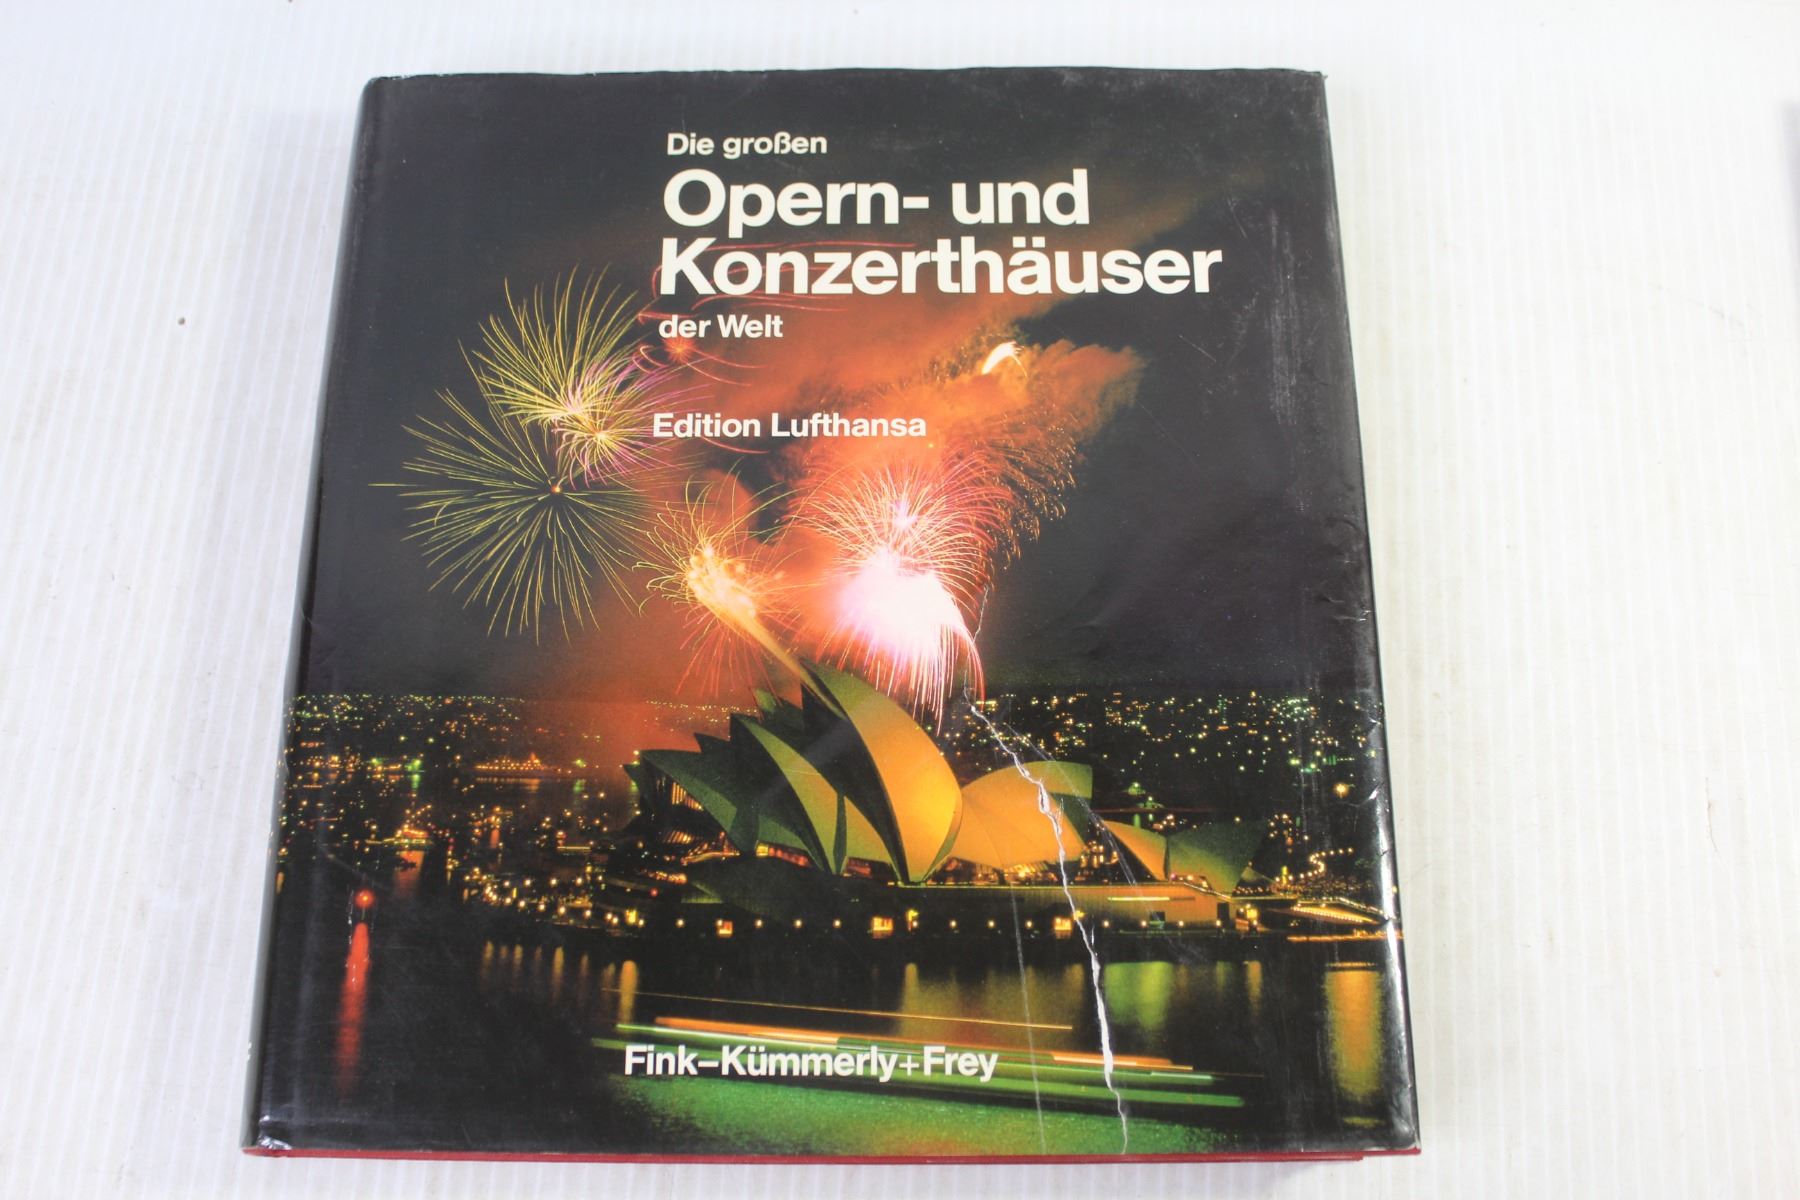 Die großen
Opern- und
Konzerthäuser
der Welt
Edition Lufthansa
Fink–Kümmerly+Frey